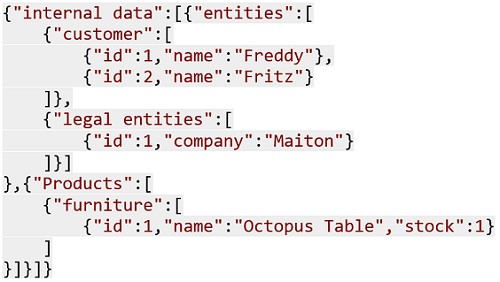 {"internal data":[{"entities":[
    {"customer":[
        {"id":1,"name":"Freddy"},
        {"id":2,"name":"Fritz"}
    ]},
    {"legal entities":[
        {"id":1,"company":"Maiton"}
    ]}]
},{"Products":[
    {"furniture":[
        {"id":1,"name":"Octopus Table","stock":1}
    ]
}]}]}